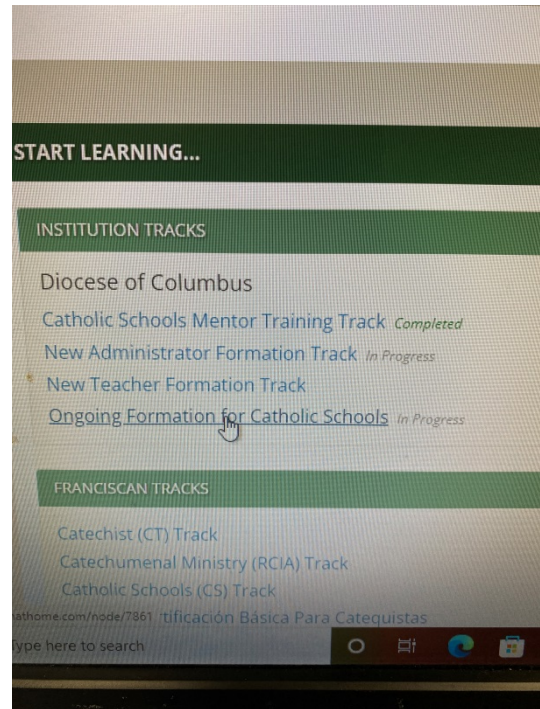 START LEARNING...
INSTITUTION TRACKS
Diocese of Columbus
Catholic Schools Mentor Training Track Completed
New Administrator Formation Track In Progress
New Teacher Formation Track
Ongoing Formation for Catholic Schools In Progress
FRANCISCAN TRACKS
Catechist (CT) Track
Catechumenal Ministry (RCIA) Track
Catholic Schools (CS) Track
athome.com/node/7861 rtificación Básica Para Catequistas
Type here to search